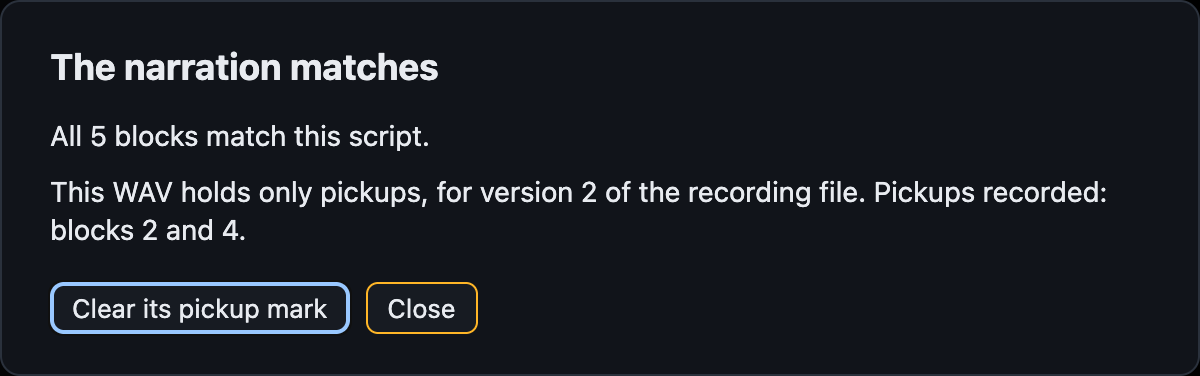 The narration matches
All 5 blocks match this script.
This WAV holds only pickups, for version 2 of the recording file. Pickups recorded:
blocks 2 and 4.
Clear its pickup mark
Close